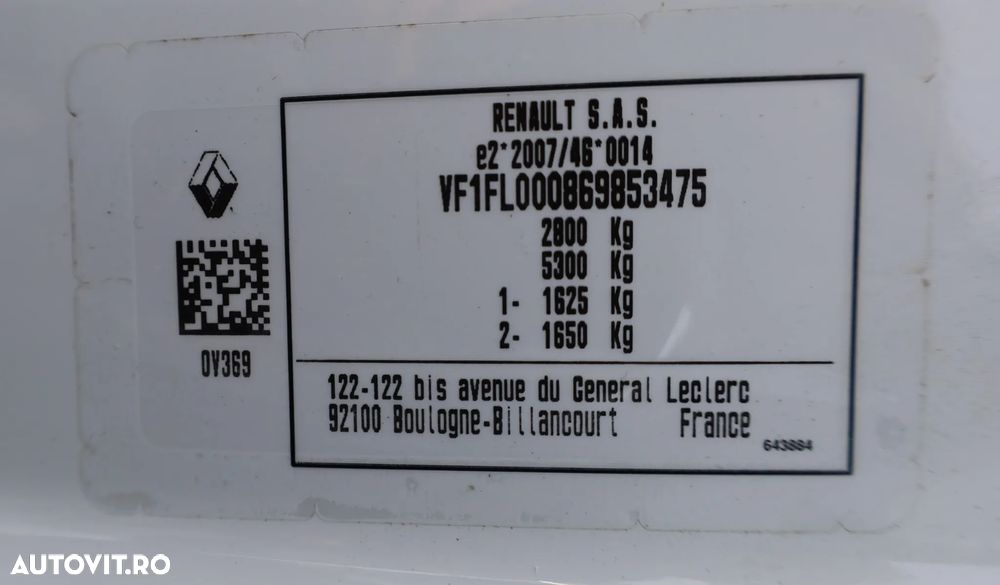 RENAULT S.A.S.
e2*2007/46*0014
VF1FL000869853475
2800 Kg
5300 Kg
1- 1625 Kg
2- 1650 Kg
0V369
122-122 bis avenue du General Leclerc
92100 Boulogne-Billancourt France
643884
AUTOVIT.RO